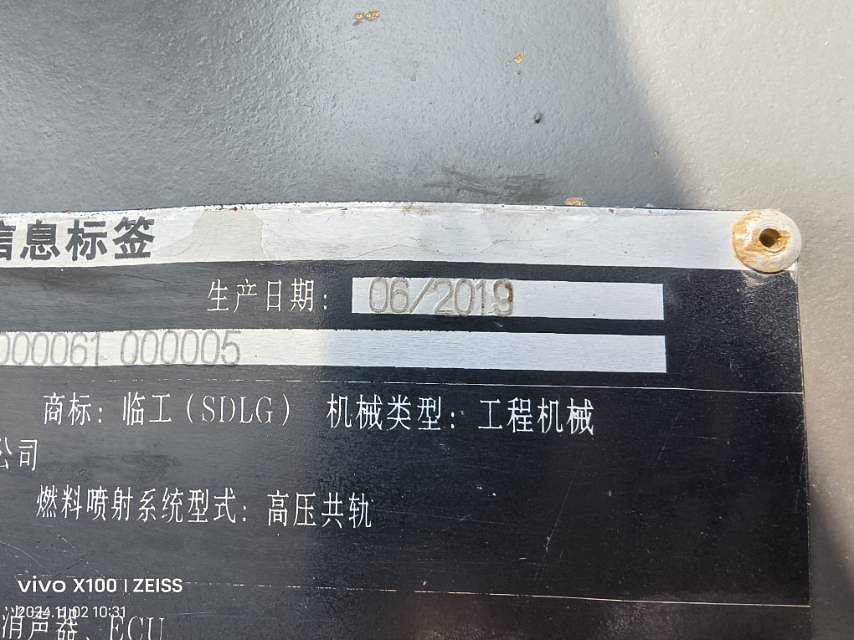 信息标签
生产日期: 06/2019
000061 000005
商标: 临工(SDLG) 机械类型: 工程机械
公司
燃料喷射系统型式: 高压共轨
vivo X100 | ZEISS
2024.11.02 10:31
消声器、ECU